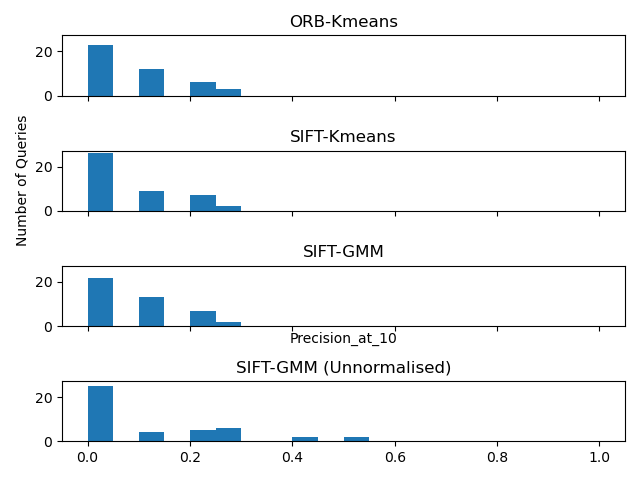 ORB-Kmeans
20
0
SIFT-Kmeans
20
0
Number of Queries
SIFT-GMM
20
0
Precision_at_10
SIFT-GMM (Unnormalised)
20
0
0.0 0.2 0.4 0.6 0.8 1.0